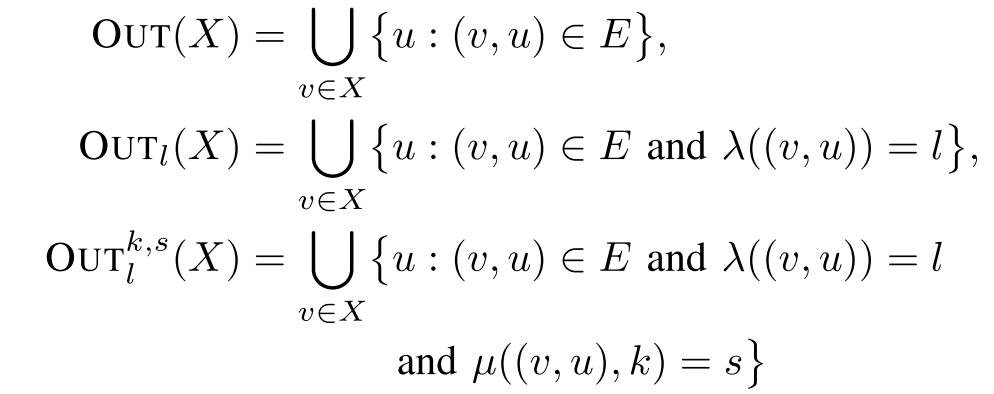 OUT(X) = ⋃_{v∈X} {u : (v, u) ∈ E},
OUT_l(X) = ⋃_{v∈X} {u : (v, u) ∈ E and λ((v, u)) = l},
OUT_l^{k,s}(X) = ⋃_{v∈X} {u : (v, u) ∈ E and λ((v, u)) = l
and μ((v, u), k) = s}